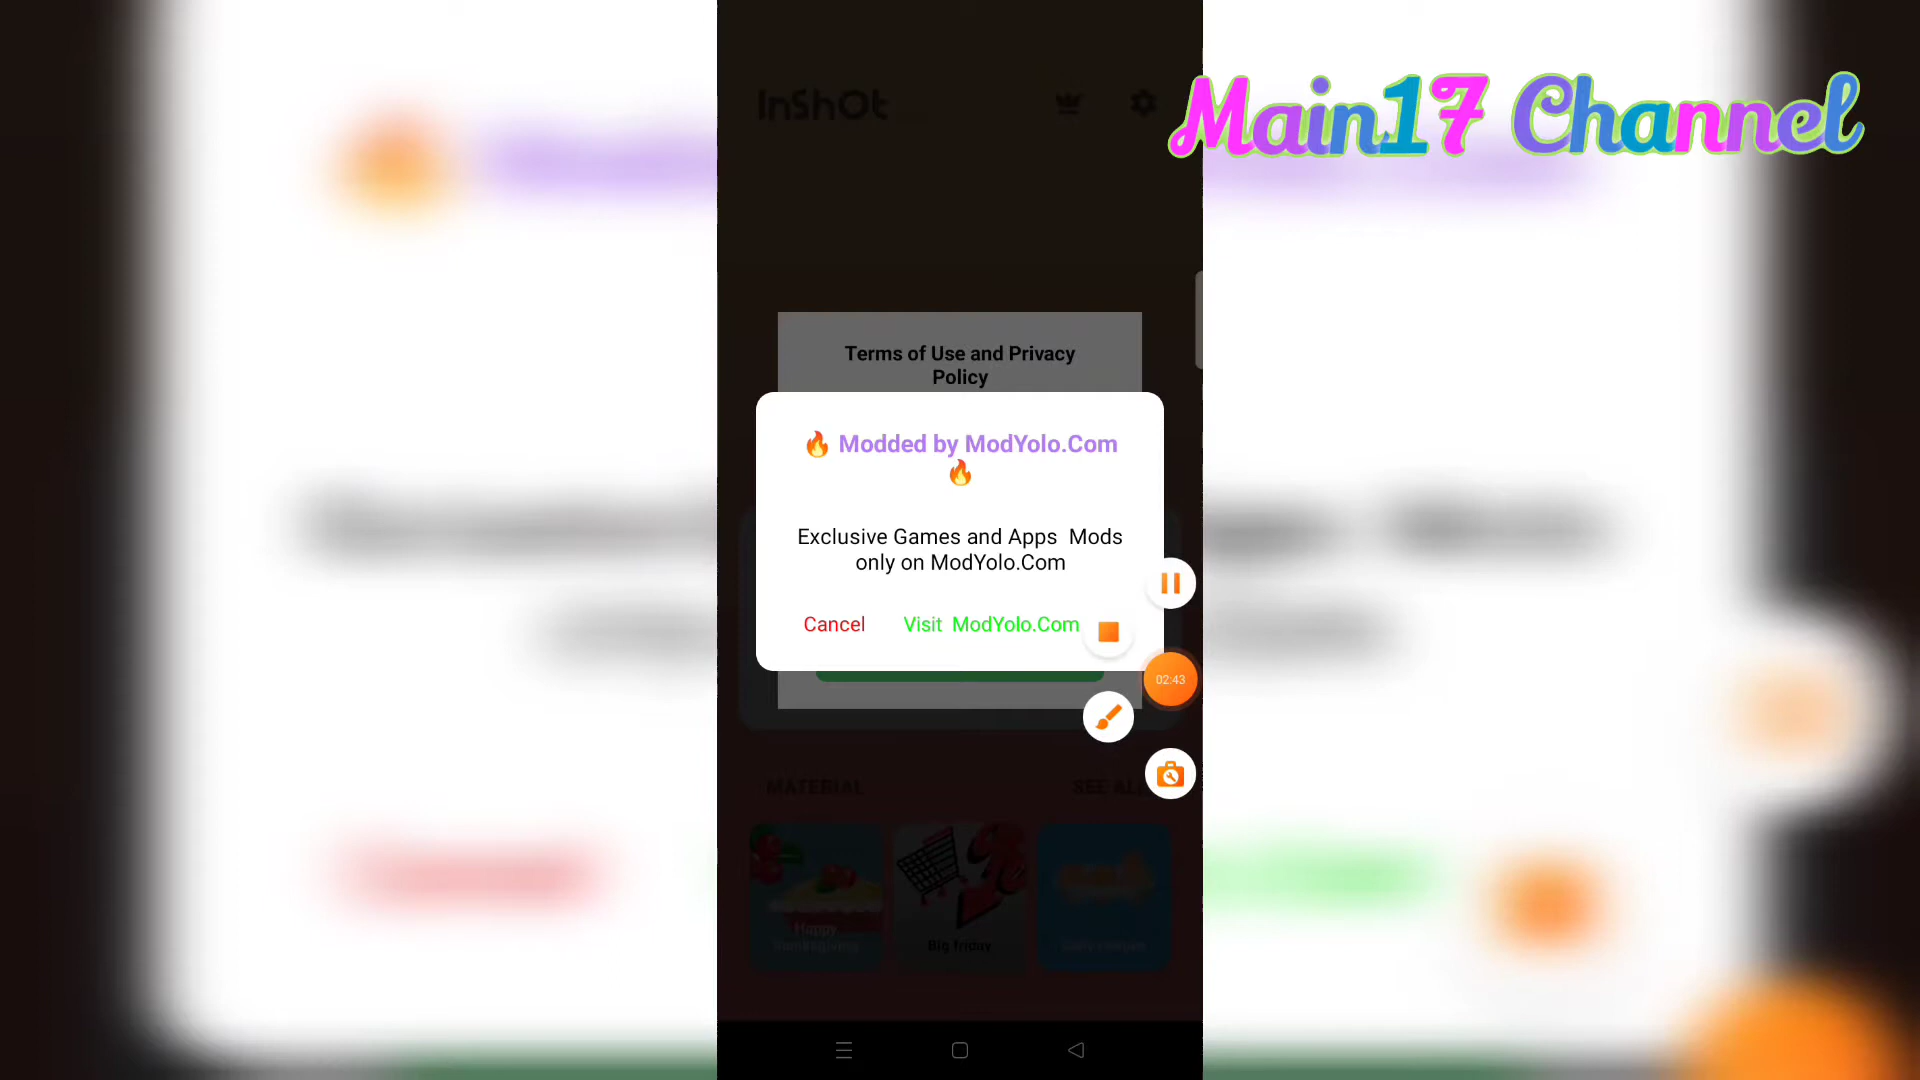 InShOt
Main17 Channel
Terms of Use and Privacy
Policy
🔥 Modded by ModYolo.Com
🔥
Exclusive Games and Apps  Mods
only on ModYolo.Com
Cancel
Visit  ModYolo.Com
02:43
MATERIAL
SEE ALL
Happy
thanksgiving
Big friday